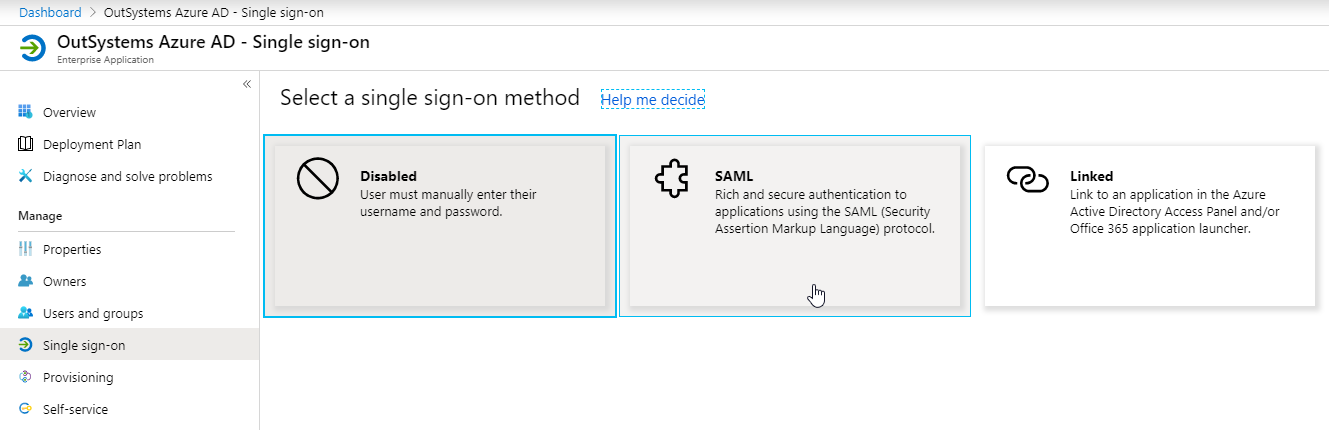 Dashboard > OutSystems Azure AD - Single sign-on
OutSystems Azure AD - Single sign-on
Enterprise Application
«
Overview
Deployment Plan
Diagnose and solve problems
Manage
Properties
Owners
Users and groups
Single sign-on
Provisioning
Self-service
Select a single sign-on method Help me decide
Disabled
User must manually enter their
username and password.
SAML
Rich and secure authentication to
applications using the SAML (Security
Assertion Markup Language) protocol.
Linked
Link to an application in the Azure
Active Directory Access Panel and/or
Office 365 application launcher.